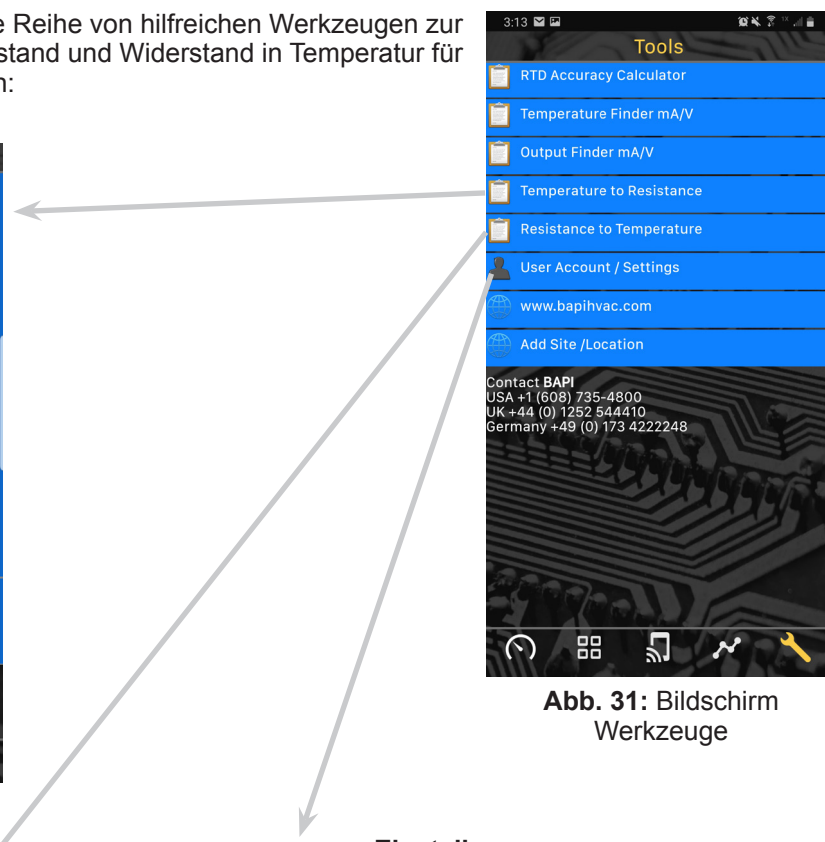 Reihe von hilfreichen Werkzeugen zur
und Widerstand in Temperatur für
3:13
Tools
RTD Accuracy Calculator
Temperature Finder mA/V
Output Finder mA/V
Temperature to Resistance
Resistance to Temperature
User Account / Settings
www.bapihvac.com
Add Site /Location
Contact BAPI
USA +1 (608) 735-4800
UK +44 (0) 1252 544410
Germany +49 (0) 173 4222248
Abb. 31: Bildschirm
Werkzeuge